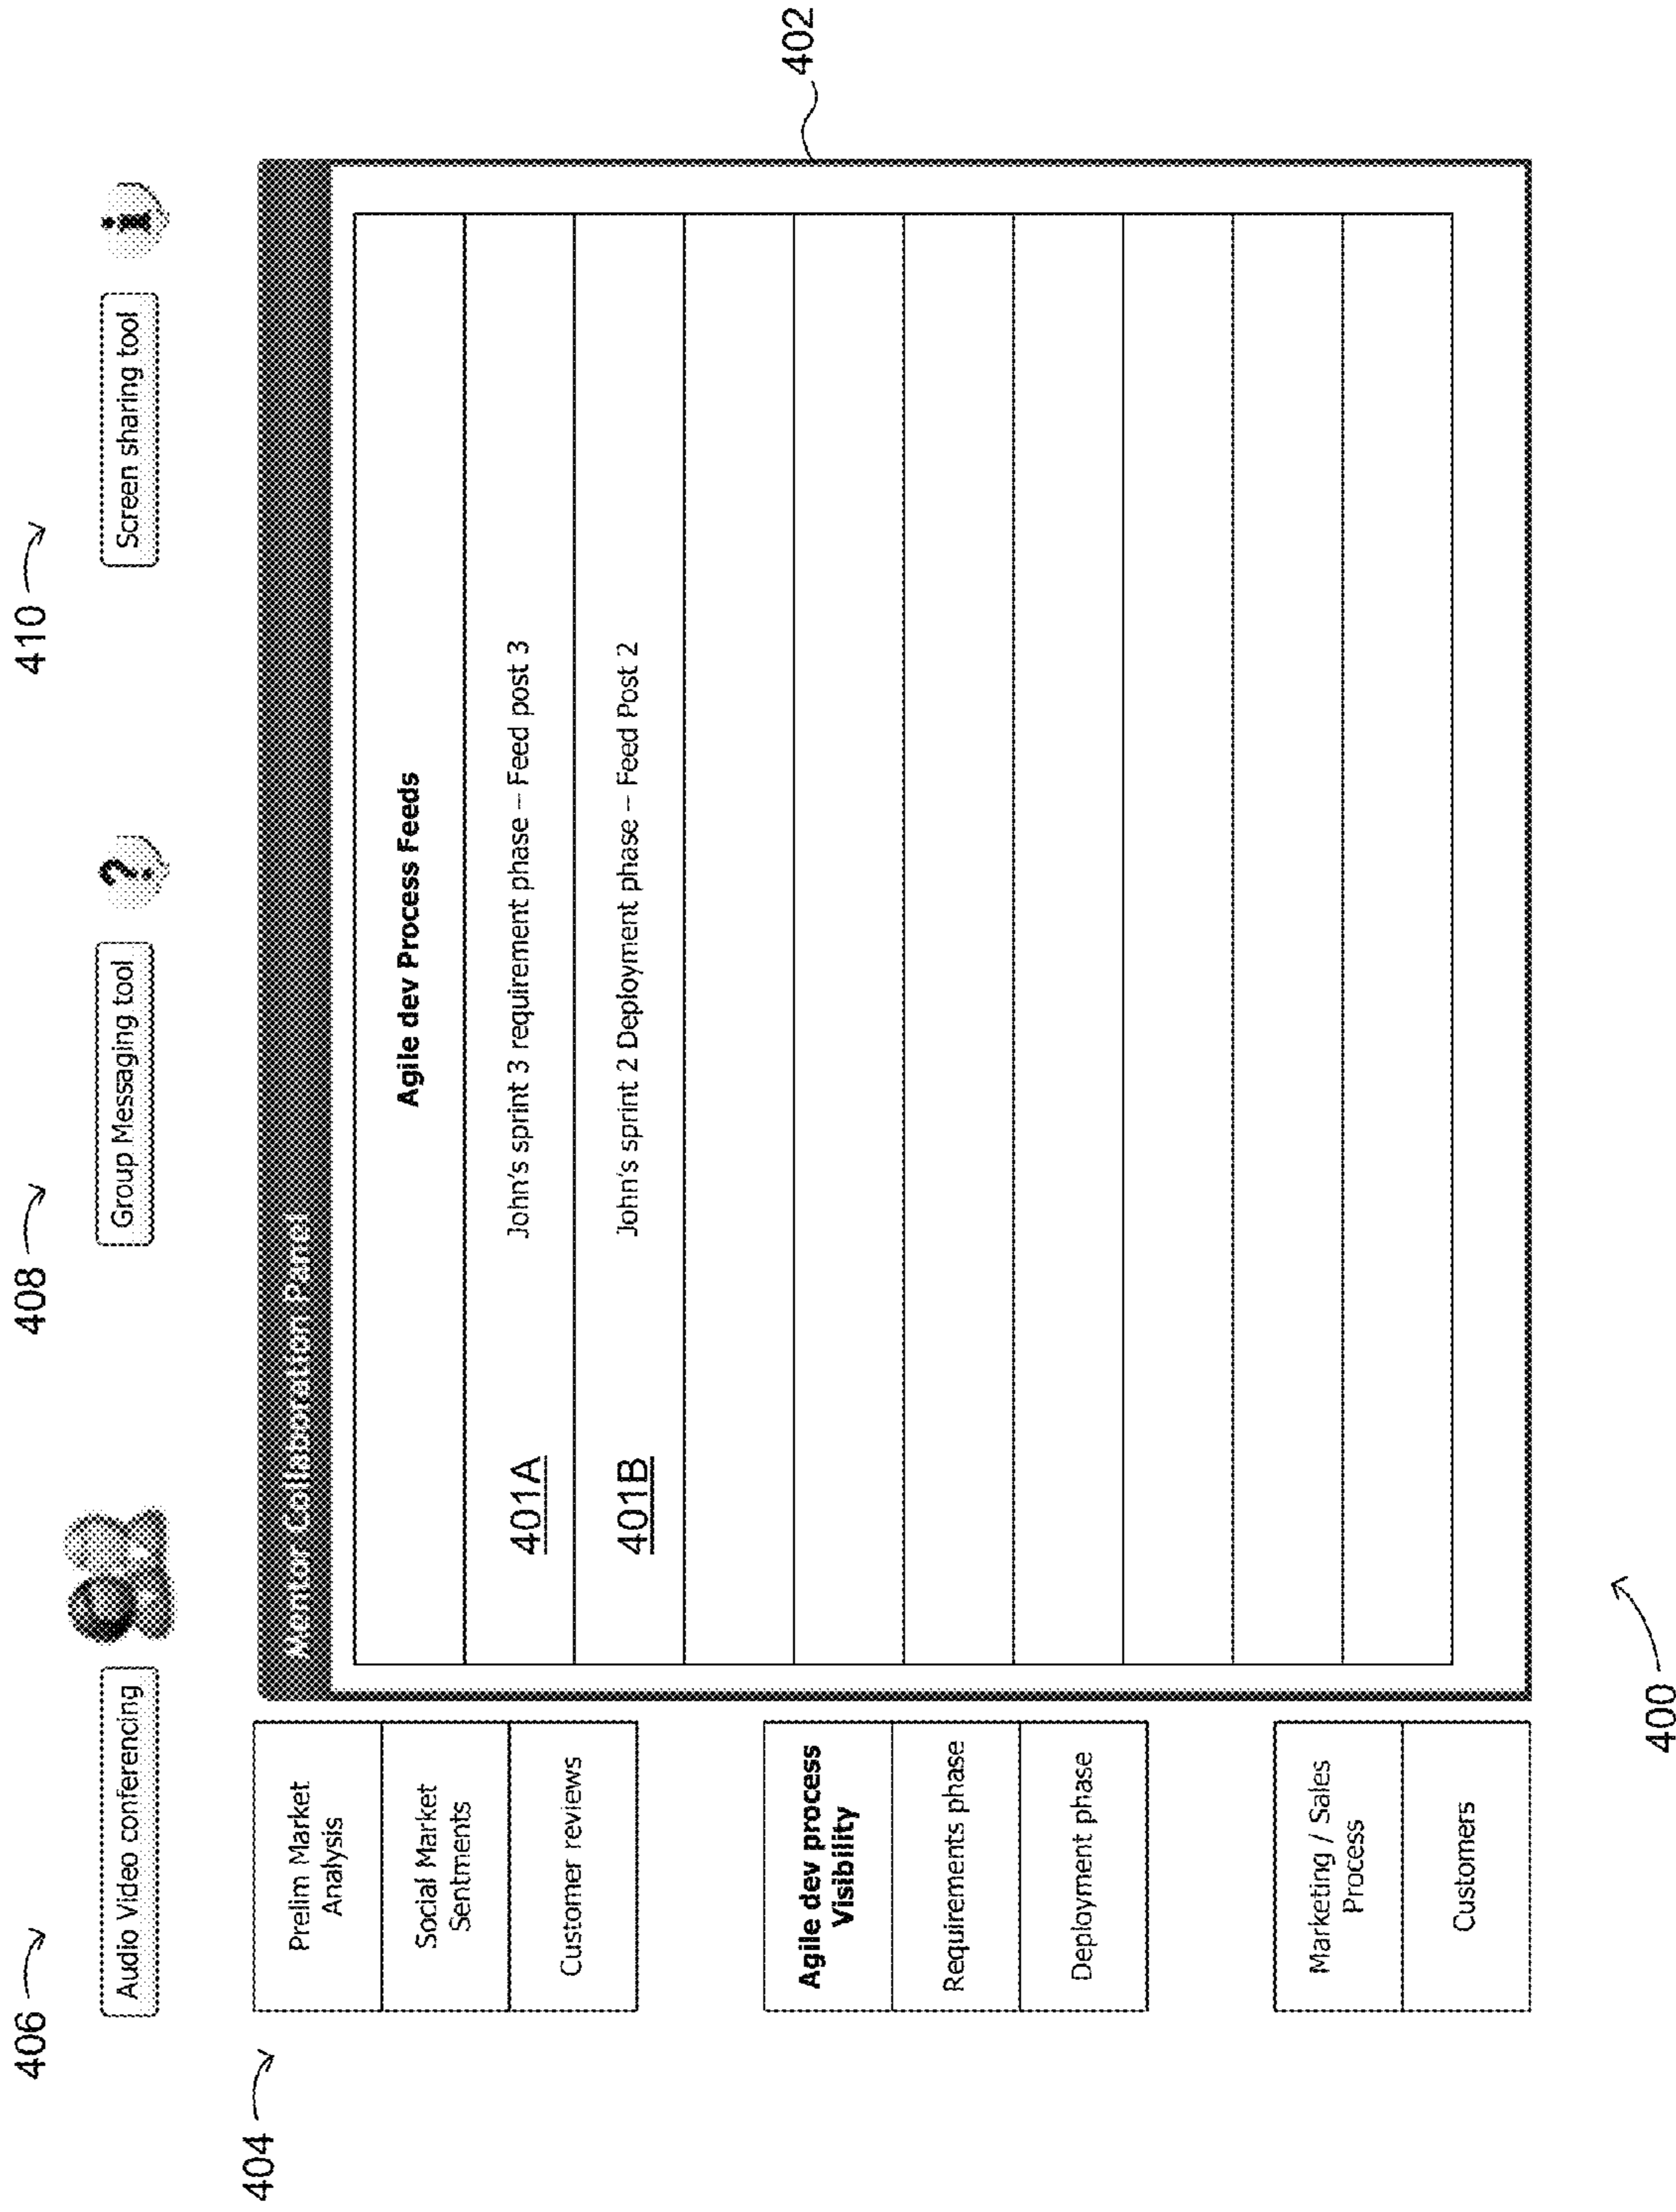 406
408
410
Audio Video conferencing
Group Messaging tool
?
Screen sharing tool
i
404
Prelim Market
Analysis
Social Market
Sentments
Customer reviews
Agile dev process
Visibility
Requirements phase
Deployment phase
Marketing / Sales
Process
Customers
Monitor Collaboration Panel
Agile dev Process Feeds
401A
John's sprint 3 requirement phase – Feed post 3
401B
John's sprint 2 Deployment phase – Feed Post 2
402
400